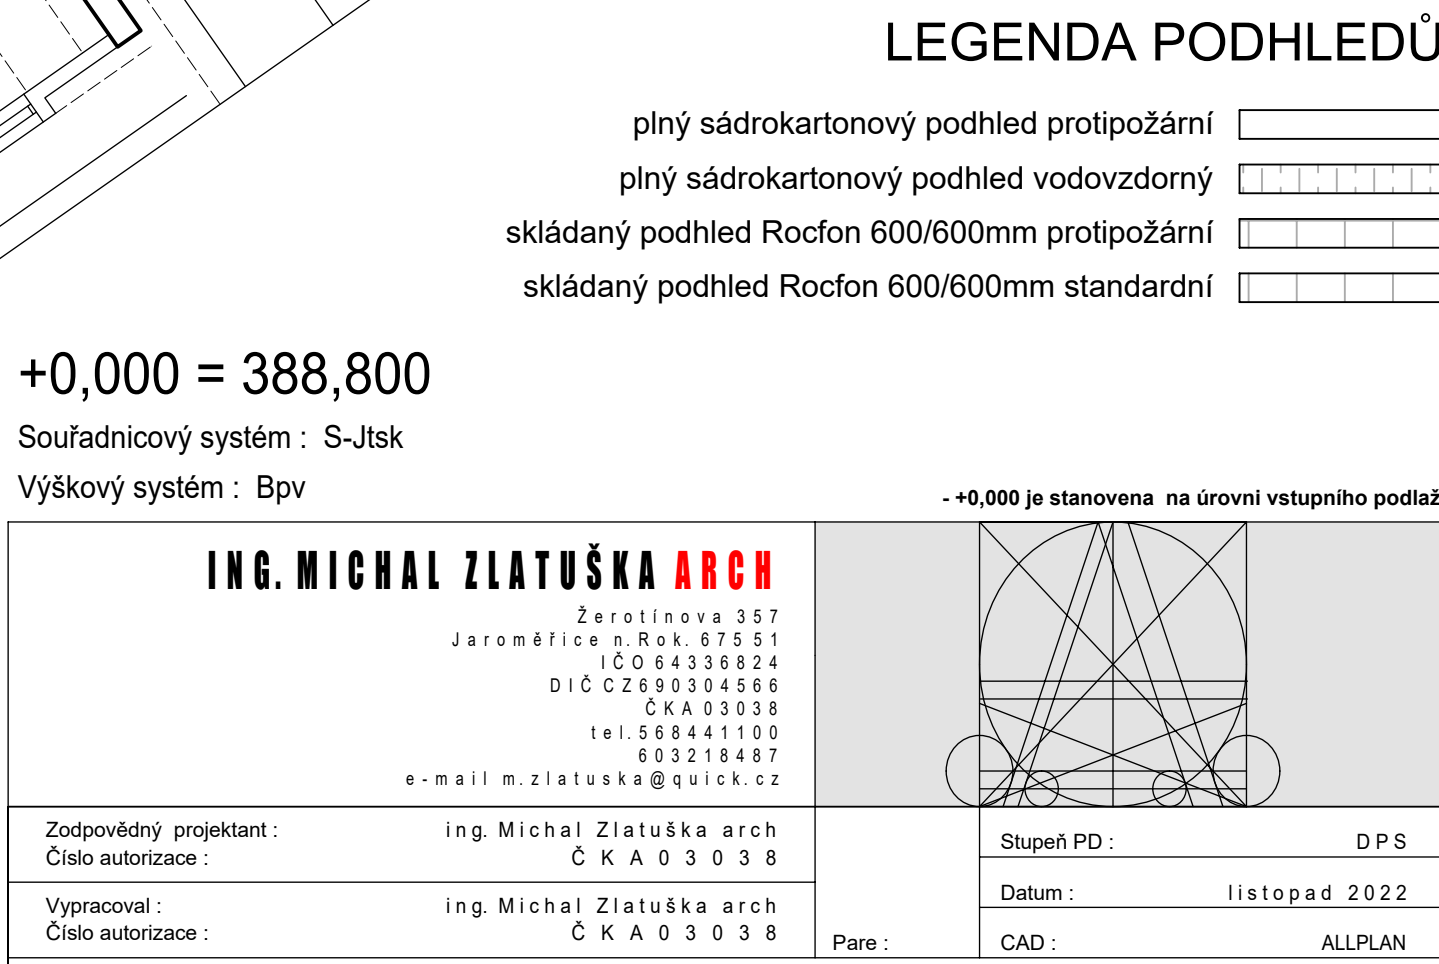 LEGENDA PODHLEDŮ
plný sádrokartonový podhled protipožární
plný sádrokartonový podhled vodovzdorný
skládaný podhled Rocfon 600/600mm protipožární
skládaný podhled Rocfon 600/600mm standardní
+0,000 = 388,800
Souřadnicový systém : S-Jtsk
Výškový systém : Bpv
- +0,000 je stanovena na úrovni vstupního podlaž
ING. MICHAL ZLATUŠKA ARCH
Žerotínova 357
Jaroměřice n.Rok. 675 51
IČO 64336824
DIČ CZ690304566
ČKA 03038
tel. 568441100
603218487
e-mail m.zlatuska@quick.cz
Zodpovědný projektant : ing. Michal Zlatuška arch
Číslo autorizace : ČKA 03038
Vypracoval : ing. Michal Zlatuška arch
Číslo autorizace : ČKA 03038
Pare :
Stupeň PD : DPS
Datum : listopad 2022
CAD : ALLPLAN